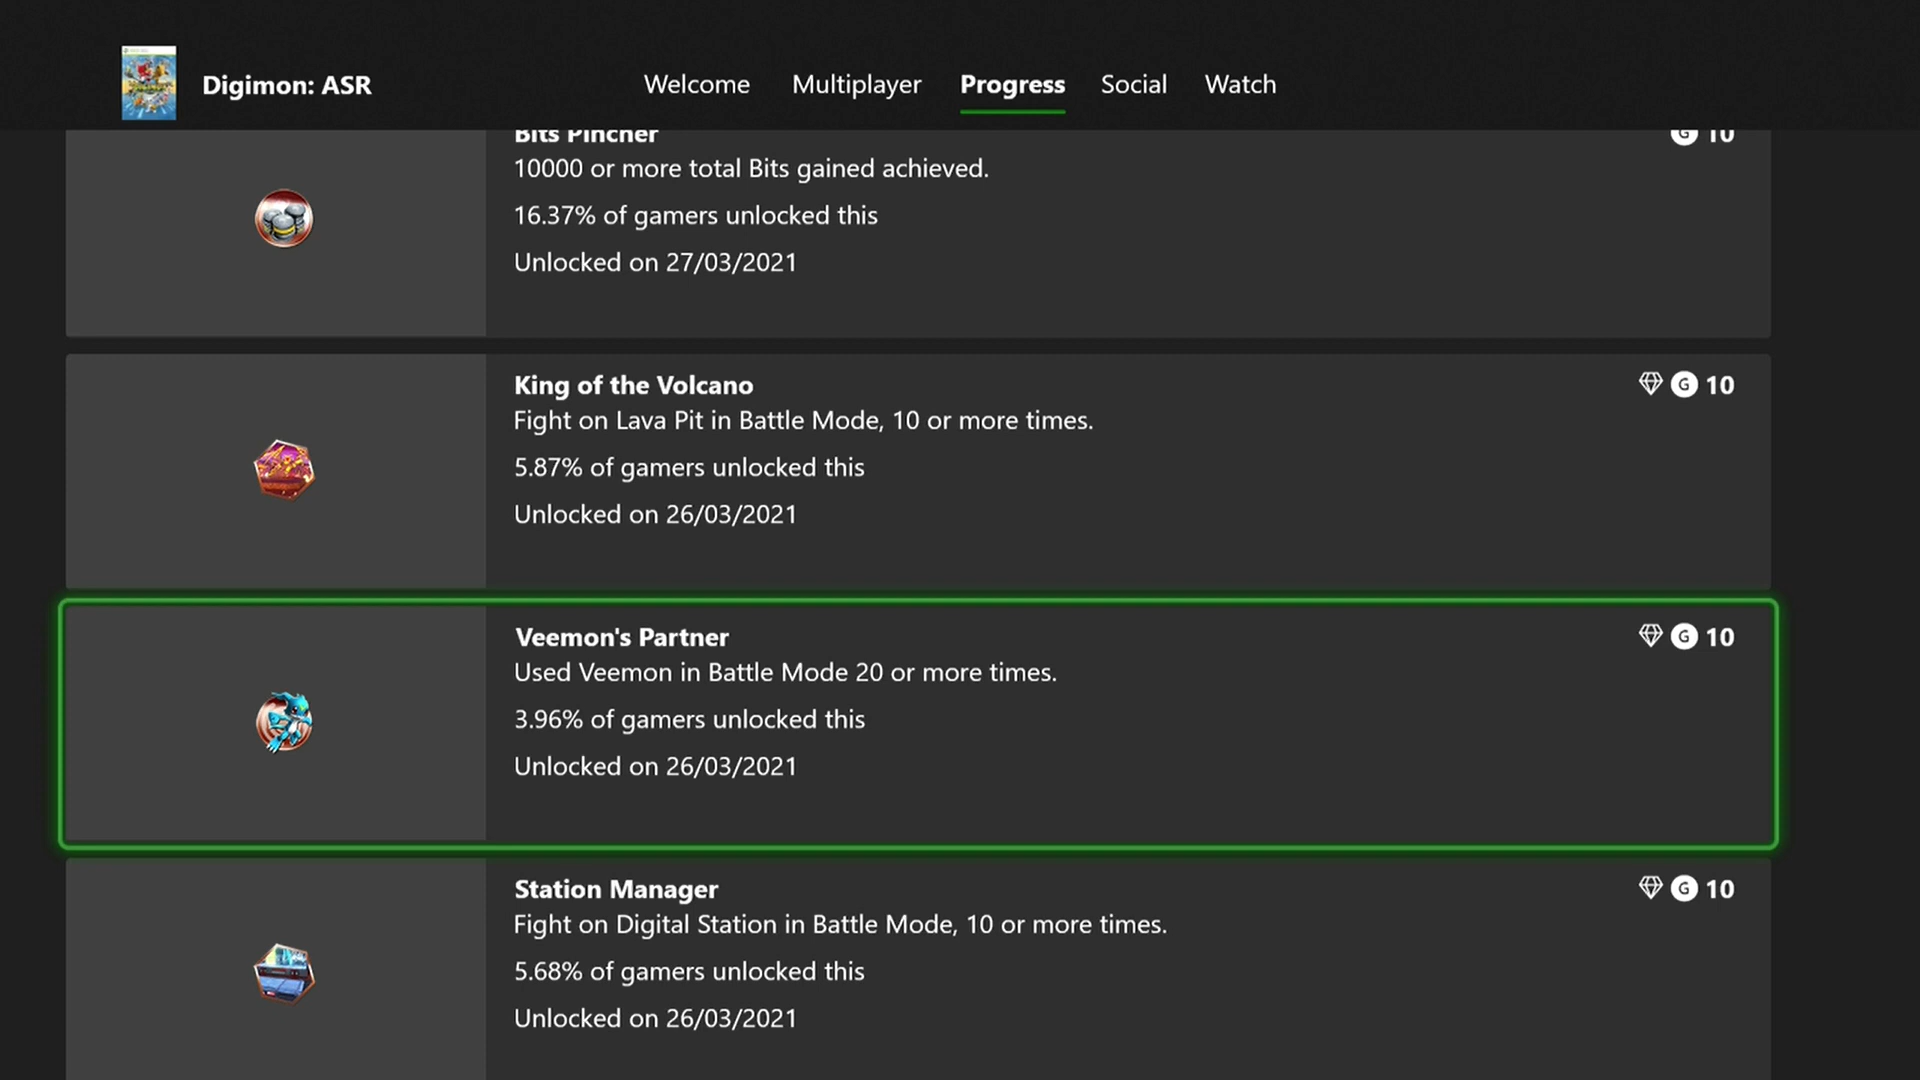 Digimon: ASR
Welcome
Multiplayer
Progress
Social
Watch
Bits Pincher
G 10
10000 or more total Bits gained achieved.
16.37% of gamers unlocked this
Unlocked on 27/03/2021
King of the Volcano
G 10
Fight on Lava Pit in Battle Mode, 10 or more times.
5.87% of gamers unlocked this
Unlocked on 26/03/2021
Veemon's Partner
G 10
Used Veemon in Battle Mode 20 or more times.
3.96% of gamers unlocked this
Unlocked on 26/03/2021
Station Manager
G 10
Fight on Digital Station in Battle Mode, 10 or more times.
5.68% of gamers unlocked this
Unlocked on 26/03/2021